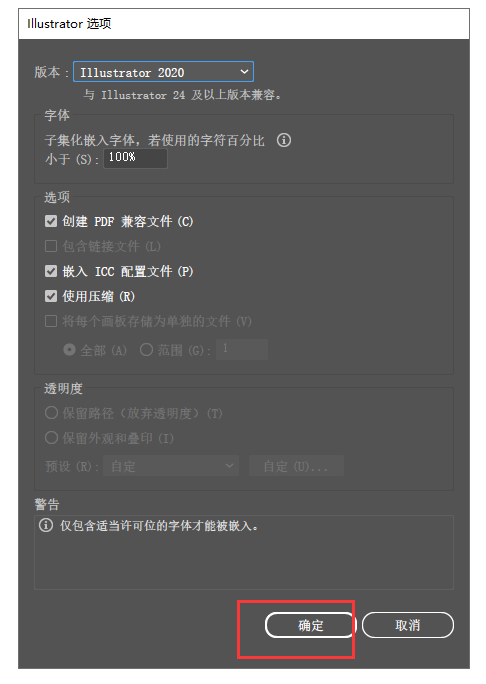 Illustrator 选项
版本：Illustrator 2020
与 Illustrator 24 及以上版本兼容。
字体
子集化嵌入字体，若使用的字符百分比
小于(S)：100%
选项
创建 PDF 兼容文件(C)
包含链接文件(L)
嵌入 ICC 配置文件(P)
使用压缩(R)
将每个画板存储为单独的文件(V)
全部(A) 范围(G)：1
透明度
保留路径（放弃透明度）(T)
保留外观和叠印(I)
预设(R)：自定 自定(U)...
警告
仅包含适当许可位的字体才能被嵌入。
确定 取消